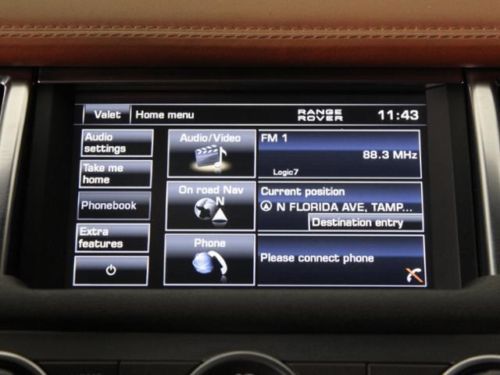 Valet
Home menu
RANGE
ROVER
11:43
Audio
settings
Audio/Video
FM 1
88.3 MHz
Logic7
Take me
home
On road Nav
N
Current position
N FLORIDA AVE, TAMP...
Destination entry
Phonebook
Extra
features
Phone
Please connect phone